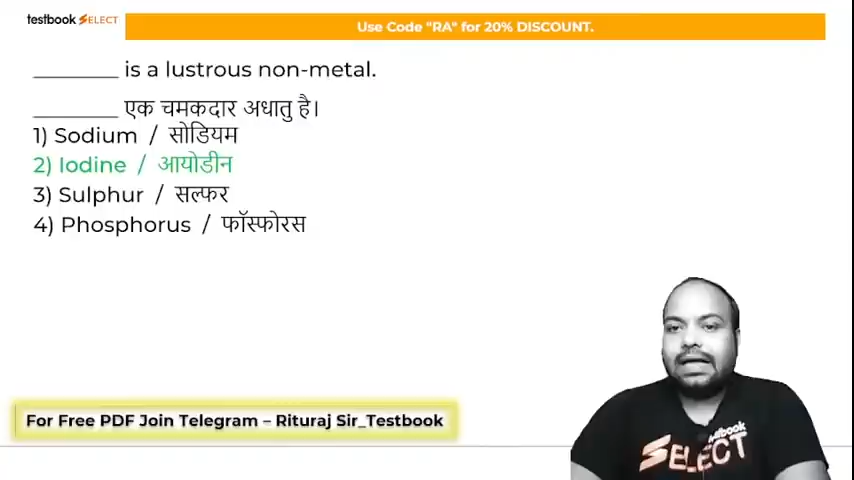 testbook SELECT
Use Code "RA" for 20% DISCOUNT.
________ is a lustrous non-metal.
________ एक चमकदार अधातु है।
1) Sodium / सोडियम
2) Iodine / आयोडीन
3) Sulphur / सल्फर
4) Phosphorus / फॉस्फोरस
For Free PDF Join Telegram – Rituraj Sir_Testbook
testbook
SELECT